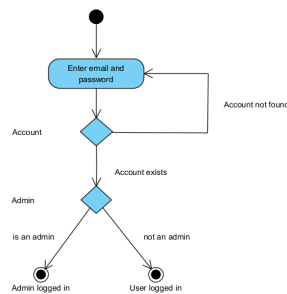 Enter email and
password
Account not found
Account
Account exists
Admin
is an admin
not an admin
Admin logged in
User logged in